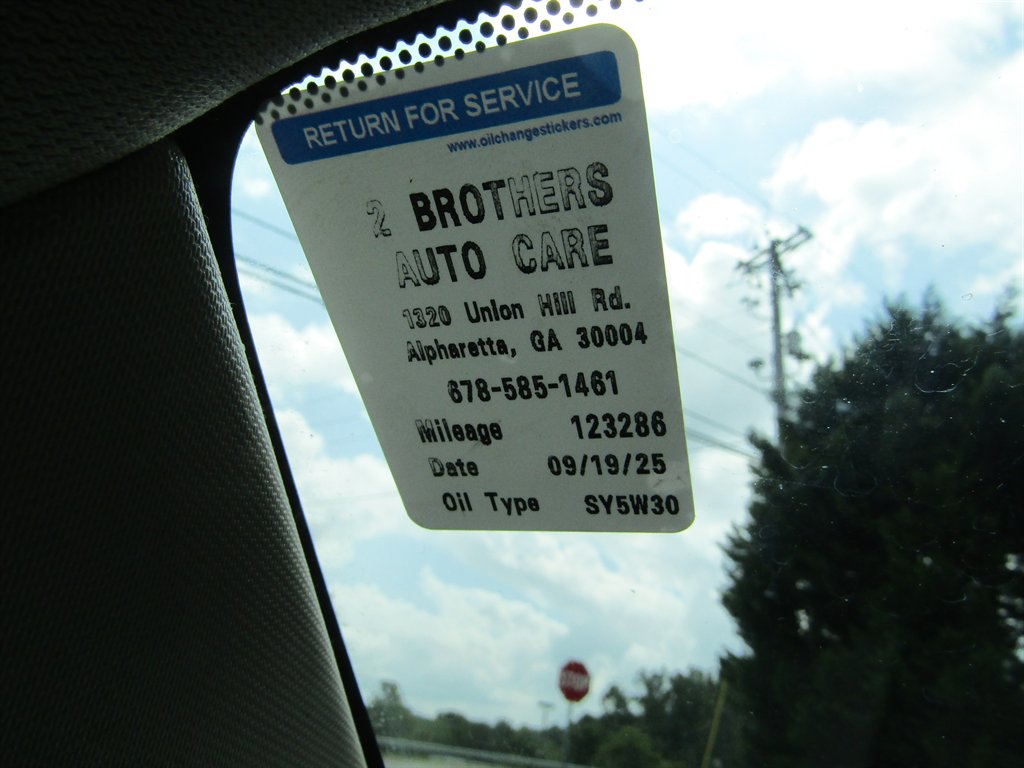 RETURN FOR SERVICE
www.oilchangestickers.com
2 BROTHERS
AUTO CARE
1320 Union Hill Rd.
Alpharetta, GA 30004
678-585-1461
Mileage 123286
Date 09/19/25
Oil Type SY5W30
STOP